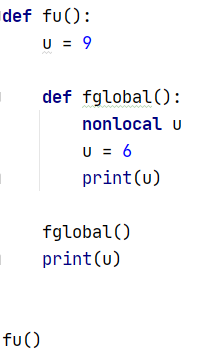 def fu():
    u = 9
    def fglobal():
        nonlocal u
        u = 6
        print(u)
    fglobal()
    print(u)
fu()